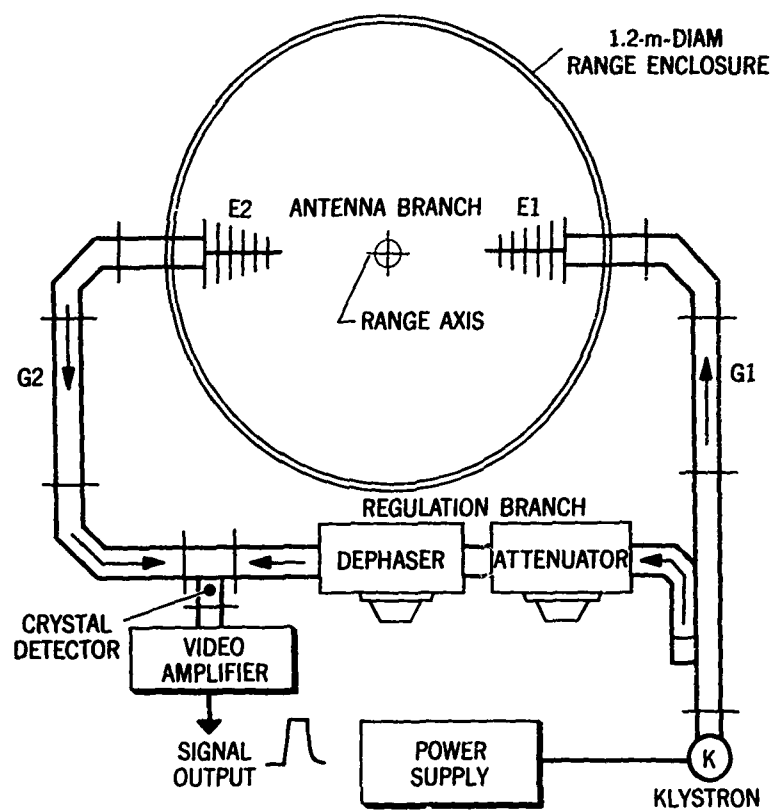 1.2-m-DIAM
RANGE ENCLOSURE
E2
ANTENNA BRANCH
E1
RANGE AXIS
G2
G1
REGULATION BRANCH
DEPHASER
ATTENUATOR
CRYSTAL
DETECTOR
VIDEO
AMPLIFIER
SIGNAL
OUTPUT
POWER
SUPPLY
K
KLYSTRON